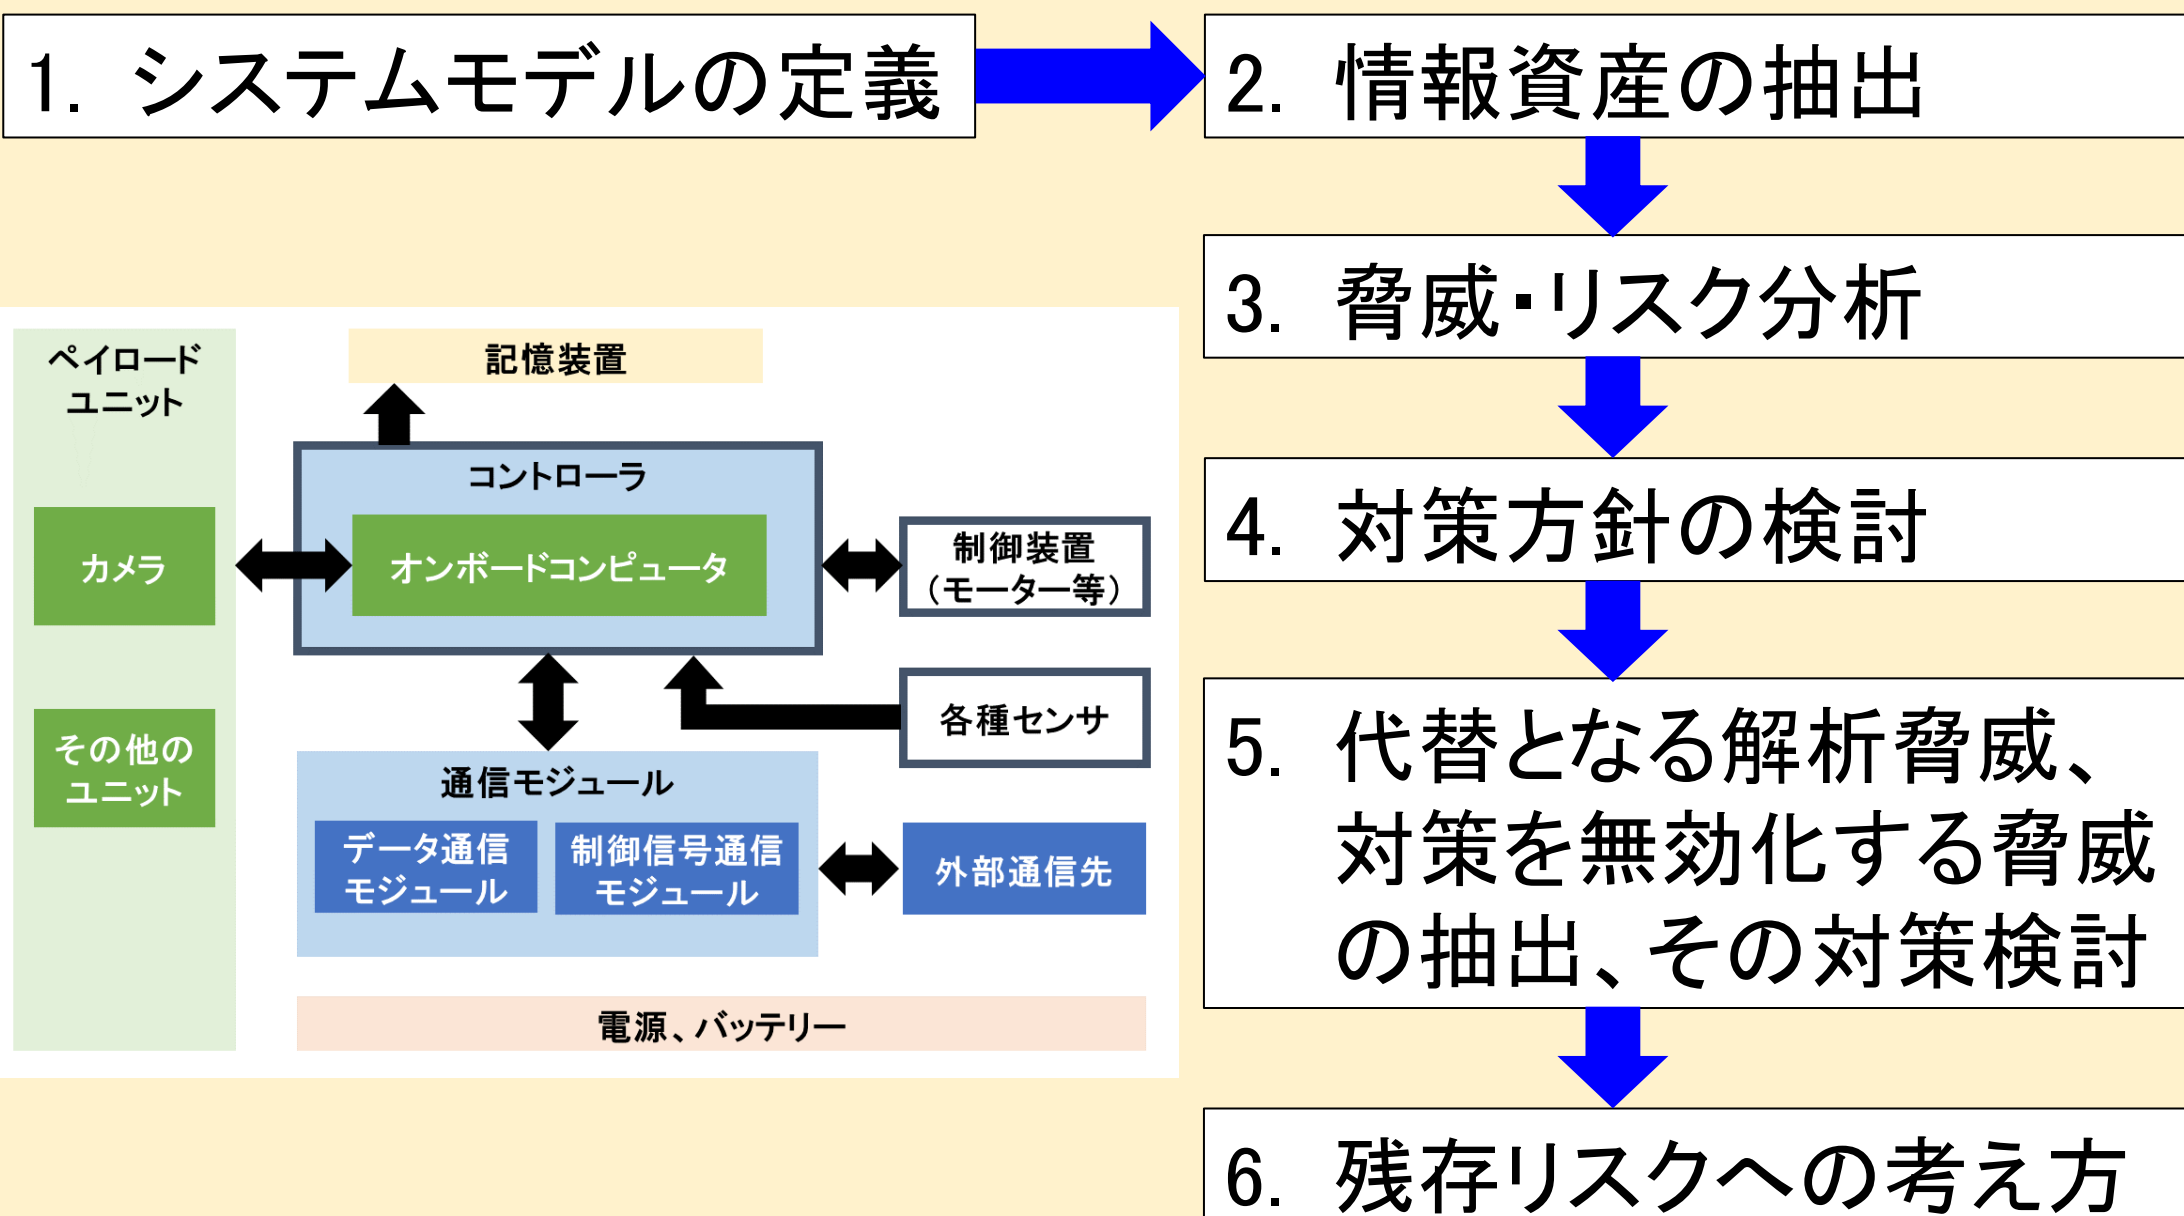 1. システムモデルの定義
2. 情報資産の抽出
3. 脅威・リスク分析
4. 対策方針の検討
5. 代替となる解析脅威、
対策を無効化する脅威
の抽出、その対策検討
6. 残存リスクへの考え方
ペイロード
ユニット
カメラ
その他の
ユニット
記憶装置
コントローラ
オンボードコンピュータ
制御装置
（モーター等）
各種センサ
通信モジュール
データ通信
モジュール
制御信号通信
モジュール
外部通信先
電源、バッテリー